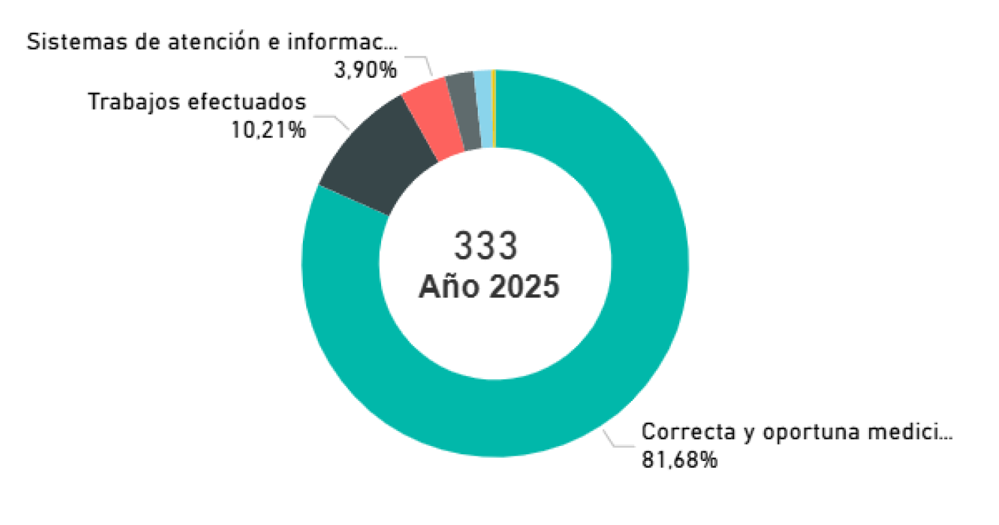 Sistemas de atención e informac...
3,90%
Trabajos efectuados
10,21%
333
Año 2025
Correcta y oportuna medici...
81,68%